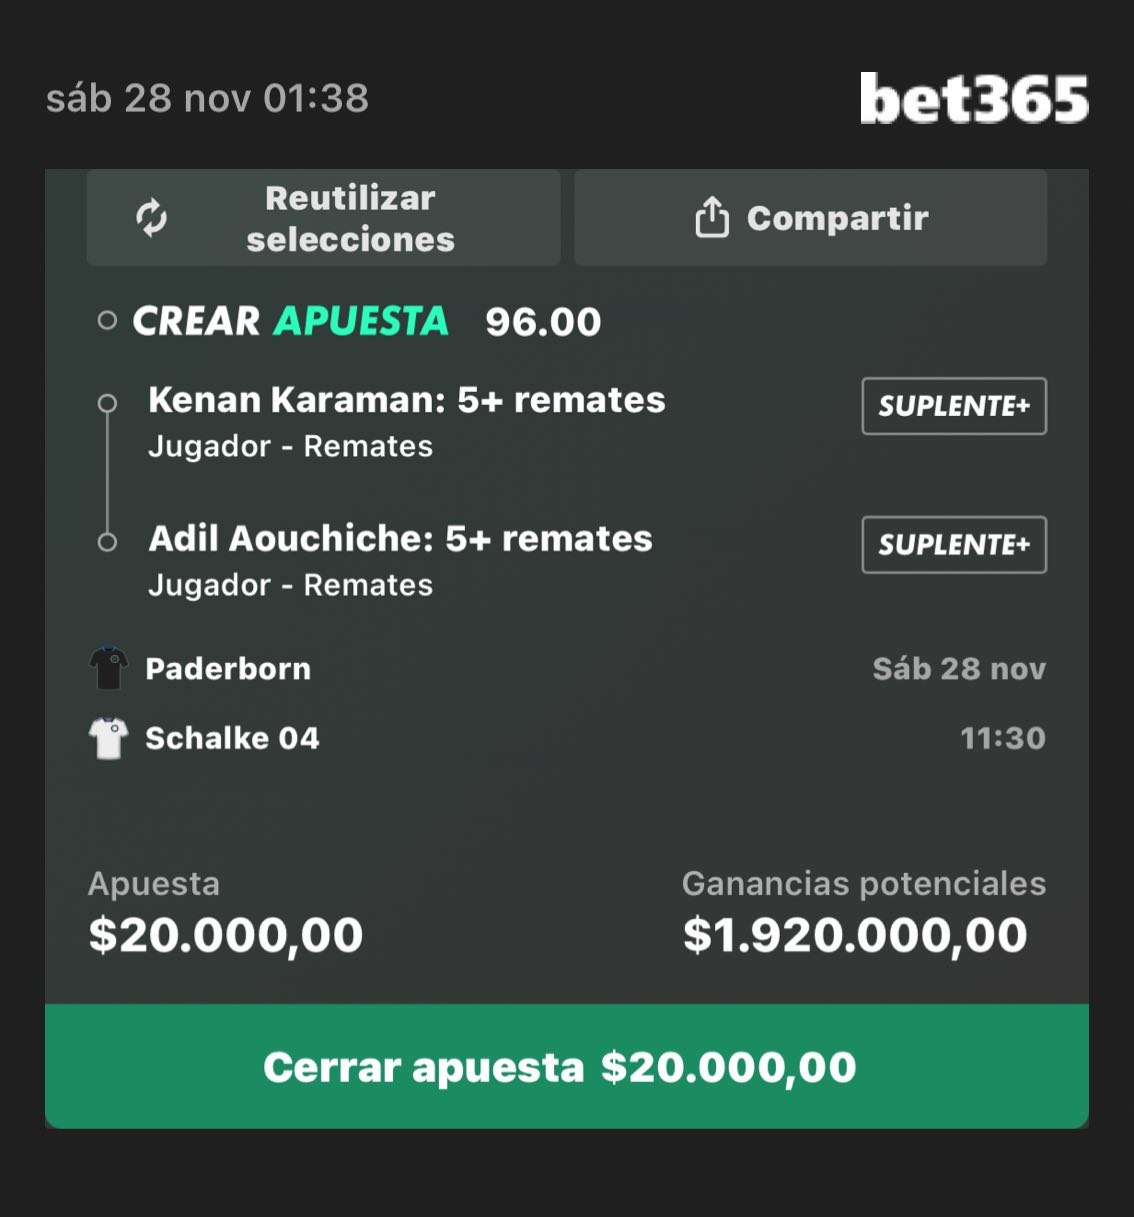 sáb 28 nov 01:38
bet365
Reutilizar
selecciones
Compartir
CREAR APUESTA 96.00
Kenan Karaman: 5+ remates
SUPLENTE+
Jugador - Remates
Adil Aouchiche: 5+ remates
SUPLENTE+
Jugador - Remates
Paderborn
Sáb 28 nov
Schalke 04
11:30
Apuesta
Ganancias potenciales
$20.000,00
$1.920.000,00
Cerrar apuesta $20.000,00